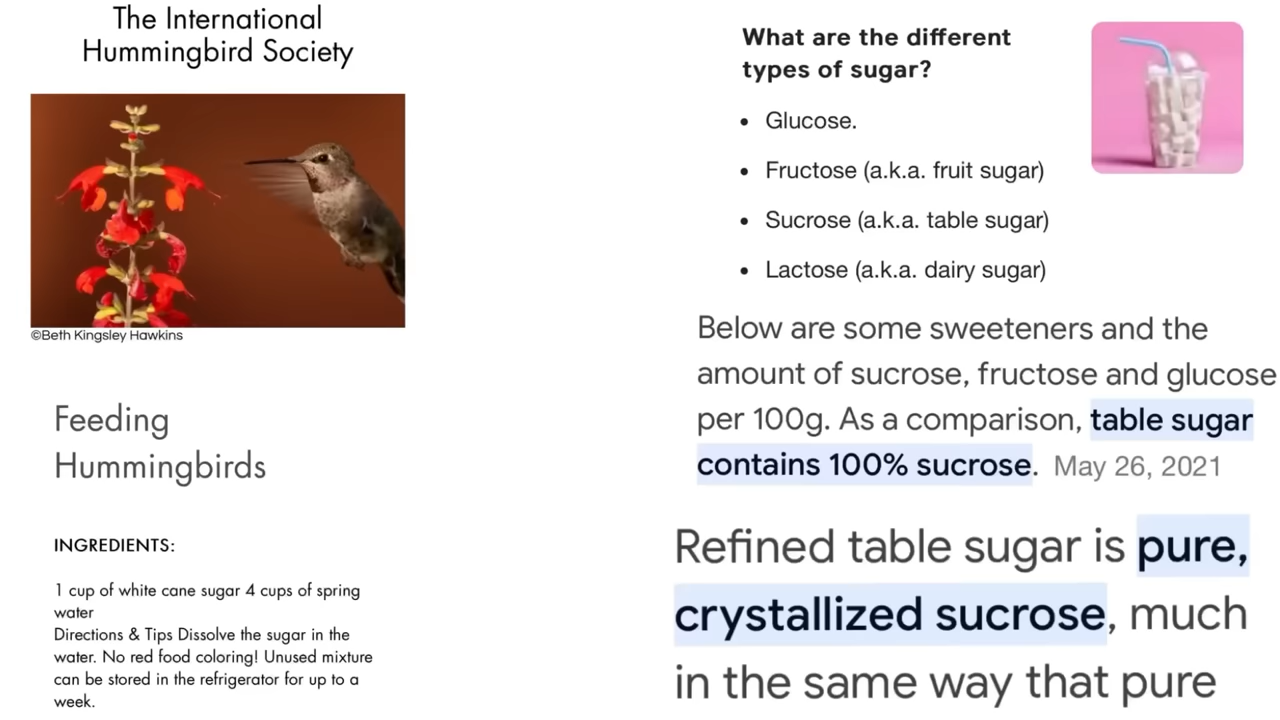 The International
Hummingbird Society
©Beth Kingsley Hawkins
Feeding
Hummingbirds
INGREDIENTS:
1 cup of white cane sugar 4 cups of spring
water
Directions & Tips Dissolve the sugar in the
water. No red food coloring! Unused mixture
can be stored in the refrigerator for up to a
week.
What are the different
types of sugar?
• Glucose.
• Fructose (a.k.a. fruit sugar)
• Sucrose (a.k.a. table sugar)
• Lactose (a.k.a. dairy sugar)
Below are some sweeteners and the
amount of sucrose, fructose and glucose
per 100g. As a comparison, table sugar
contains 100% sucrose. May 26, 2021
Refined table sugar is pure,
crystallized sucrose, much
in the same way that pure